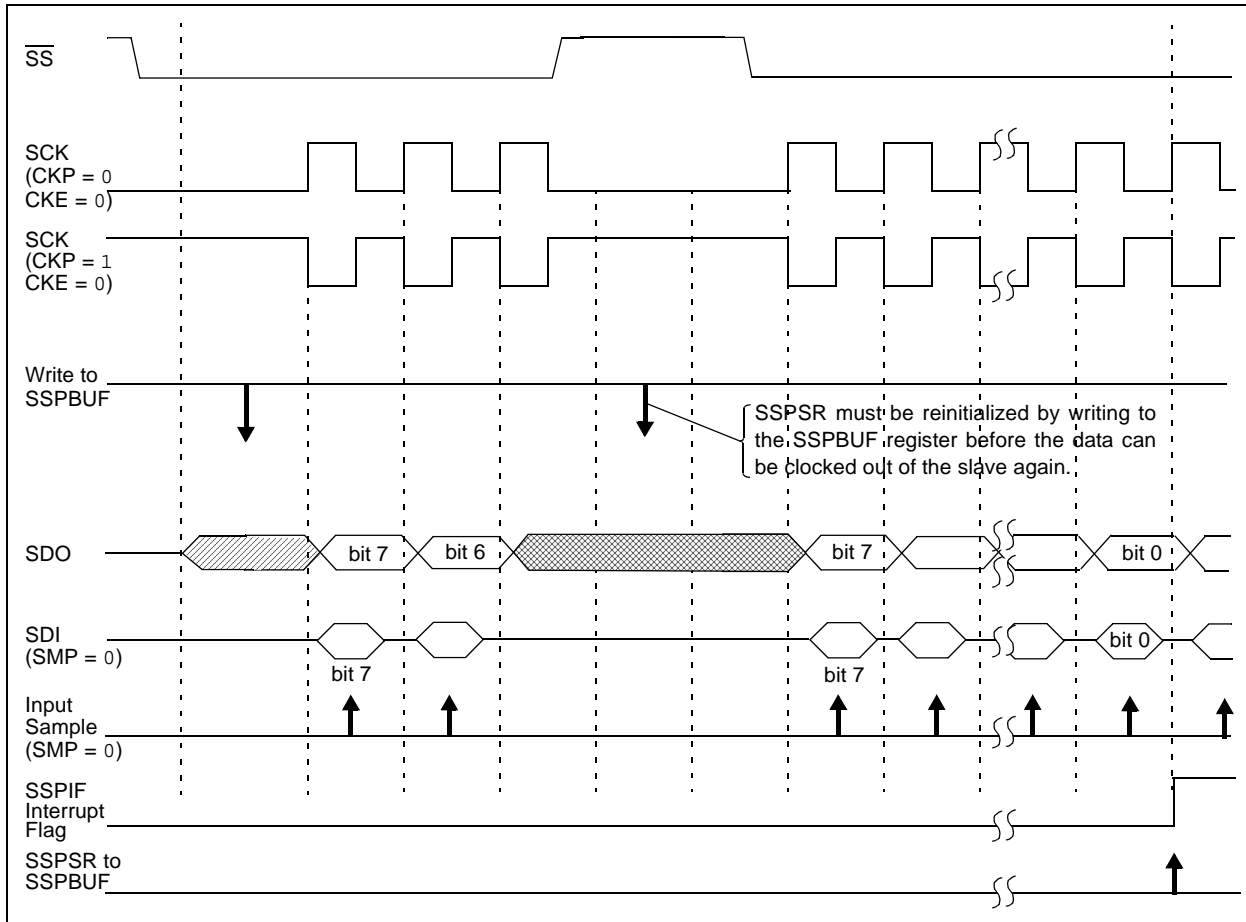 SS
SCK
(CKP = 0
CKE = 0)
SCK
(CKP = 1
CKE = 0)
Write to
SSPBUF
SSPSR must be reinitialized by writing to
the SSPBUF register before the data can
be clocked out of the slave again.
SDO
bit 7
bit 6
bit 7
bit 0
SDI
(SMP = 0)
bit 7
bit 7
bit 0
Input
Sample
(SMP = 0)
SSPIF
Interrupt
Flag
SSPSR to
SSPBUF